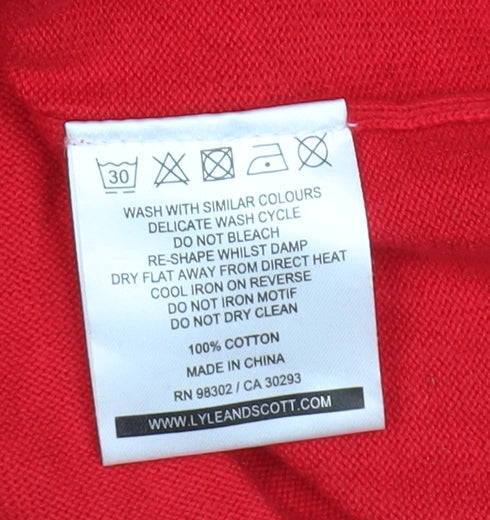 30
WASH WITH SIMILAR COLOURS
DELICATE WASH CYCLE
DO NOT BLEACH
RE-SHAPE WHILST DAMP
DRY FLAT AWAY FROM DIRECT HEAT
COOL IRON ON REVERSE
DO NOT IRON MOTIF
DO NOT DRY CLEAN
100% COTTON
MADE IN CHINA
RN 98302 / CA 30293
WWW.LYLEANDSCOTT.COM